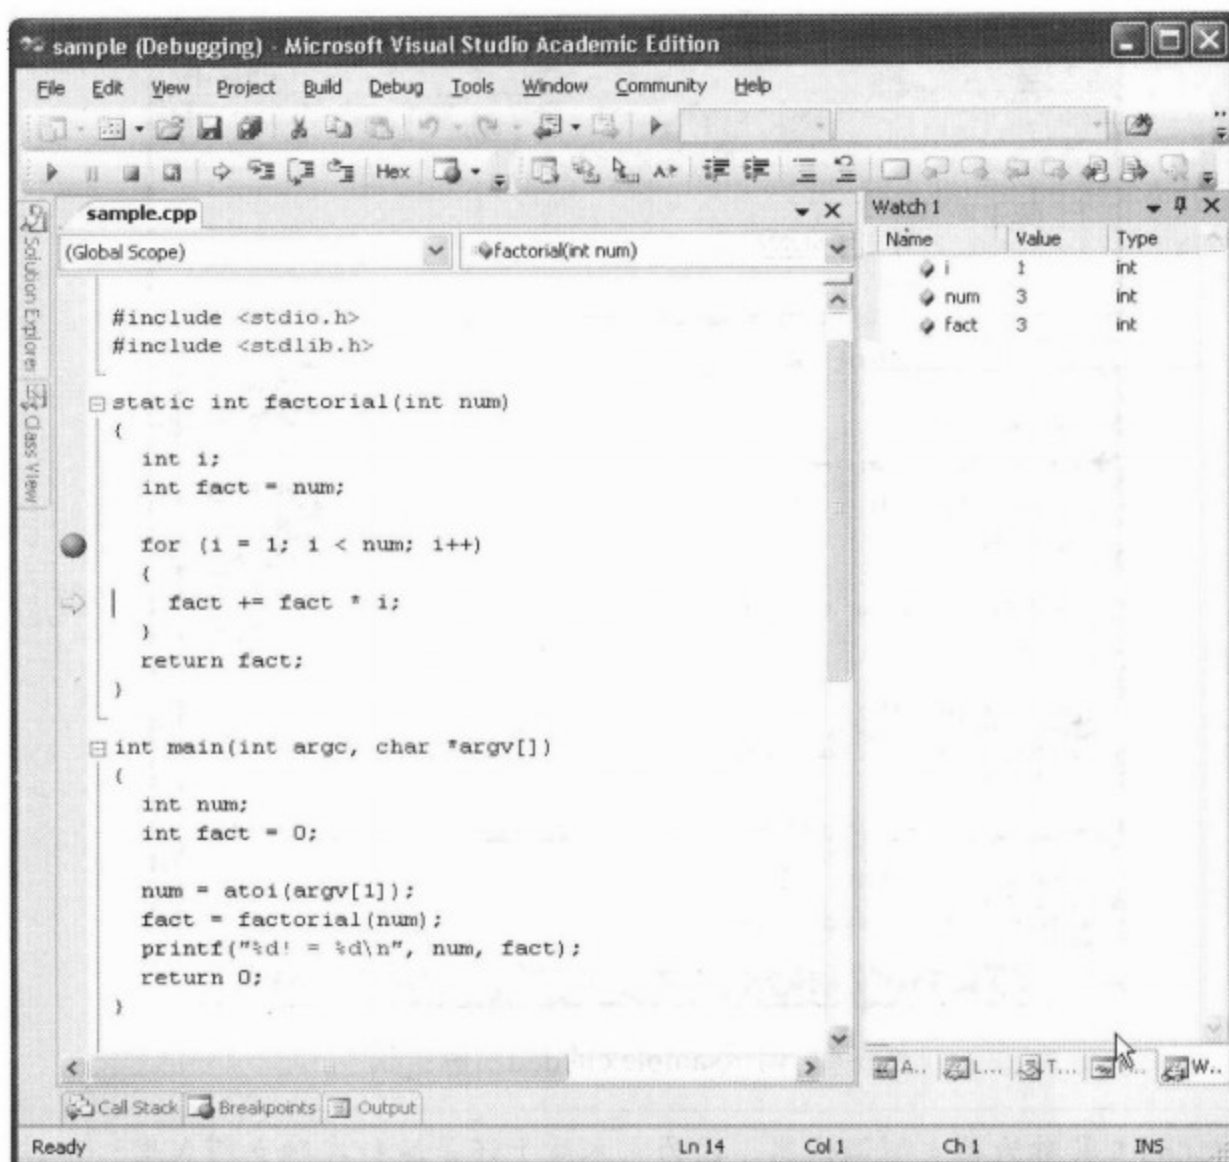 sample (Debugging) - Microsoft Visual Studio Academic Edition
File Edit View Project Build Debug Tools Window Community Help
Hex
sample.cpp
(Global Scope)
factorial(int num)
Solution Explorer
Class View
#include <stdio.h>
#include <stdlib.h>
static int factorial(int num)
{
int i;
int fact = num;
for (i = 1; i < num; i++)
{
fact += fact * i;
}
return fact;
}
int main(int argc, char *argv[])
{
int num;
int fact = 0;
num = atoi(argv[1]);
fact = factorial(num);
printf("%d! = %d\n", num, fact);
return 0;
}
Watch 1
Name Value Type
i 1 int
num 3 int
fact 3 int
A.. L... T... W..
Call Stack Breakpoints Output
Ready Ln 14 Col 1 Ch 1 INS